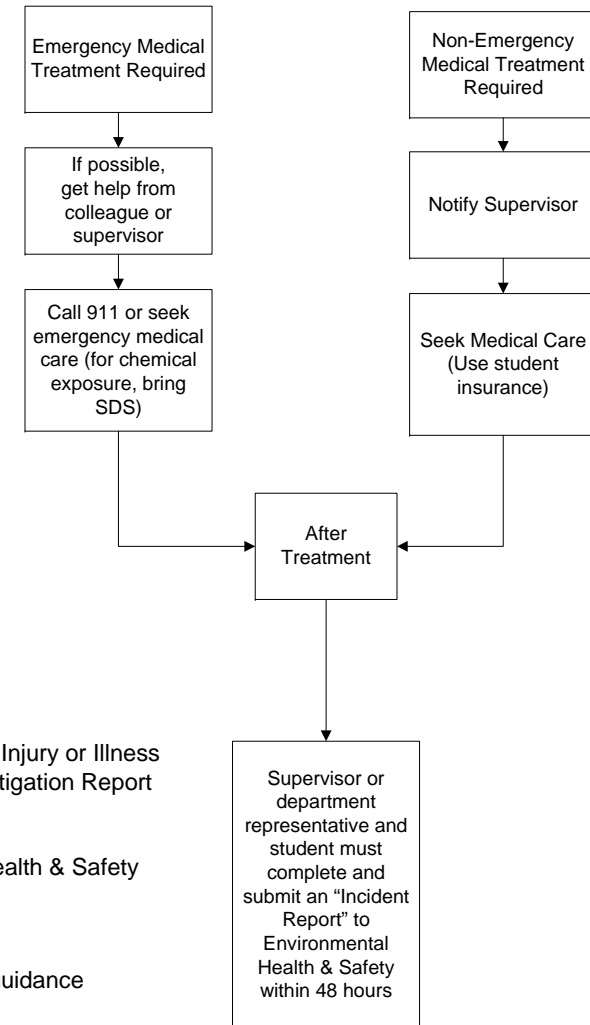 Emergency Medical
Treatment Required
Non-Emergency
Medical Treatment
Required
If possible,
get help from
colleague or
supervisor
Notify Supervisor
Call 911 or seek
emergency medical
care (for chemical
exposure, bring
SDS)
Seek Medical Care
(Use student
insurance)
After
Treatment
Injury or Illness
tigation Report
ealth & Safety
uidance
Supervisor or
department
representative and
student must
complete and
submit an “Incident
Report” to
Environmental
Health & Safety
within 48 hours